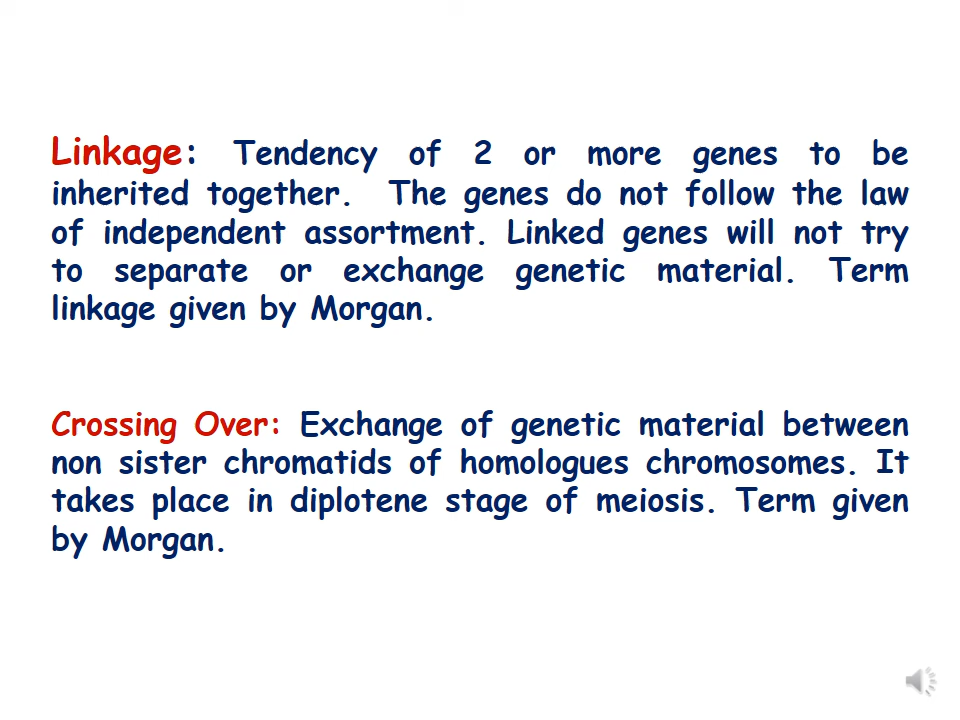 Linkage: Tendency of 2 or more genes to be
inherited together. The genes do not follow the law
of independent assortment. Linked genes will not try
to separate or exchange genetic material. Term
linkage given by Morgan.
Crossing Over: Exchange of genetic material between
non sister chromatids of homologues chromosomes. It
takes place in diplotene stage of meiosis. Term given
by Morgan.